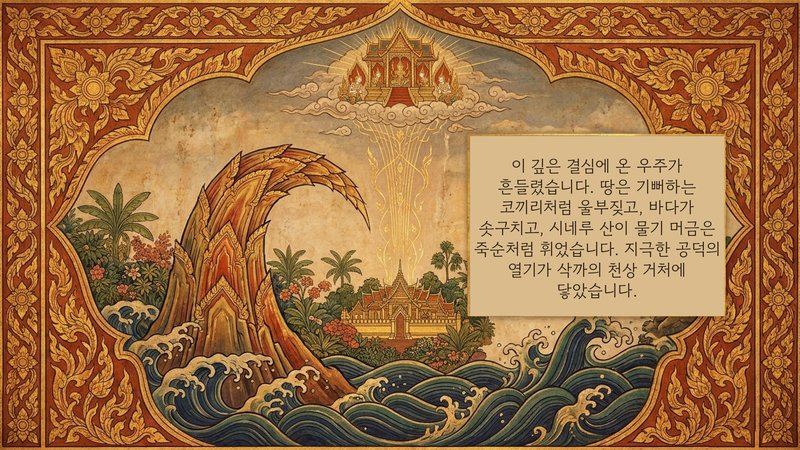 이 깊은 결심에 온 우주가
흔들렸습니다. 땅은 기뻐하는
코끼리처럼 울부짖고, 바다가
솟구치고, 시네루 산이 물기 머금은
죽순처럼 휘었습니다. 지극한 공덕의
열기가 삭까의 천상 거처에
닿았습니다.